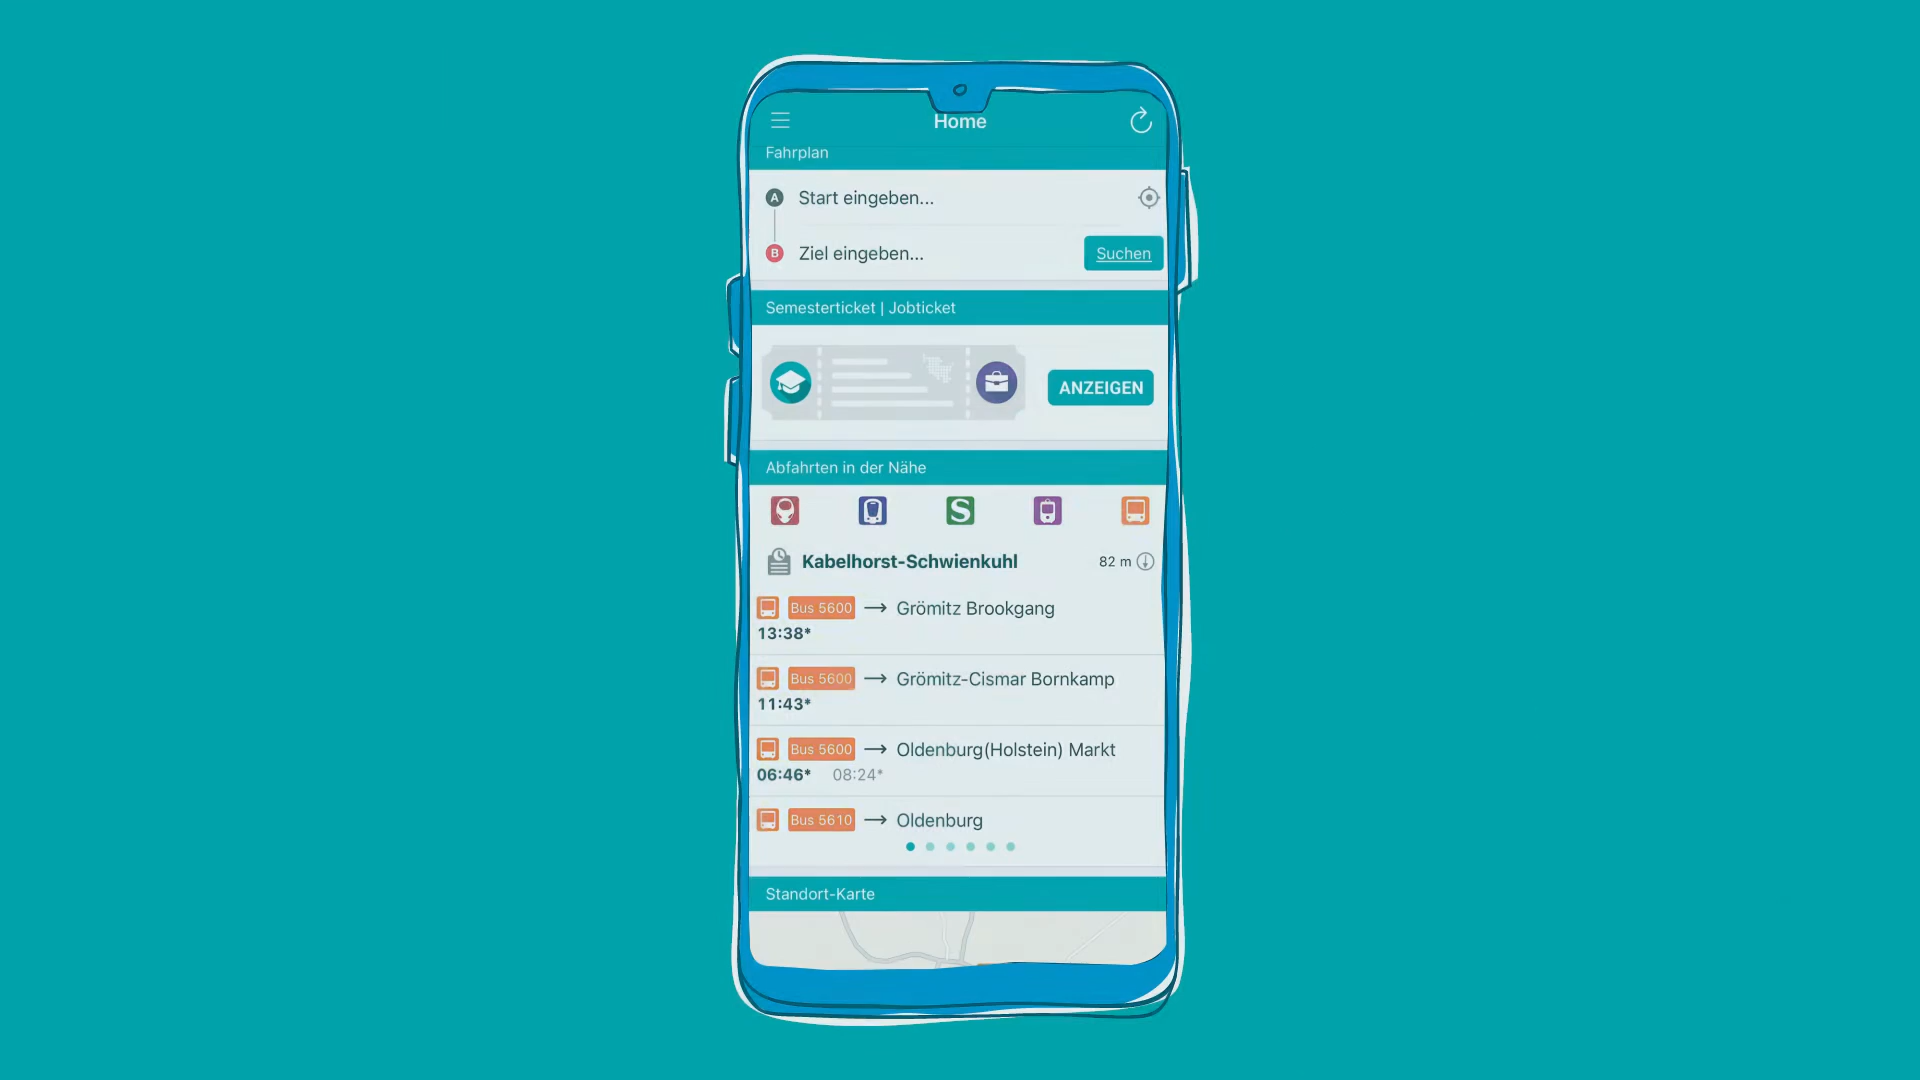 Home
Fahrplan
A Start eingeben...
B Ziel eingeben... Suchen
Semesterticket | Jobticket
ANZEIGEN
Abfahrten in der Nähe
S
Kabelhorst-Schwienkuhl 82 m
Bus 5600 → Grömitz Brookgang
13:38*
Bus 5600 → Grömitz-Cismar Bornkamp
11:43*
Bus 5600 → Oldenburg(Holstein) Markt
06:46* 08:24*
Bus 5610 → Oldenburg
Standort-Karte